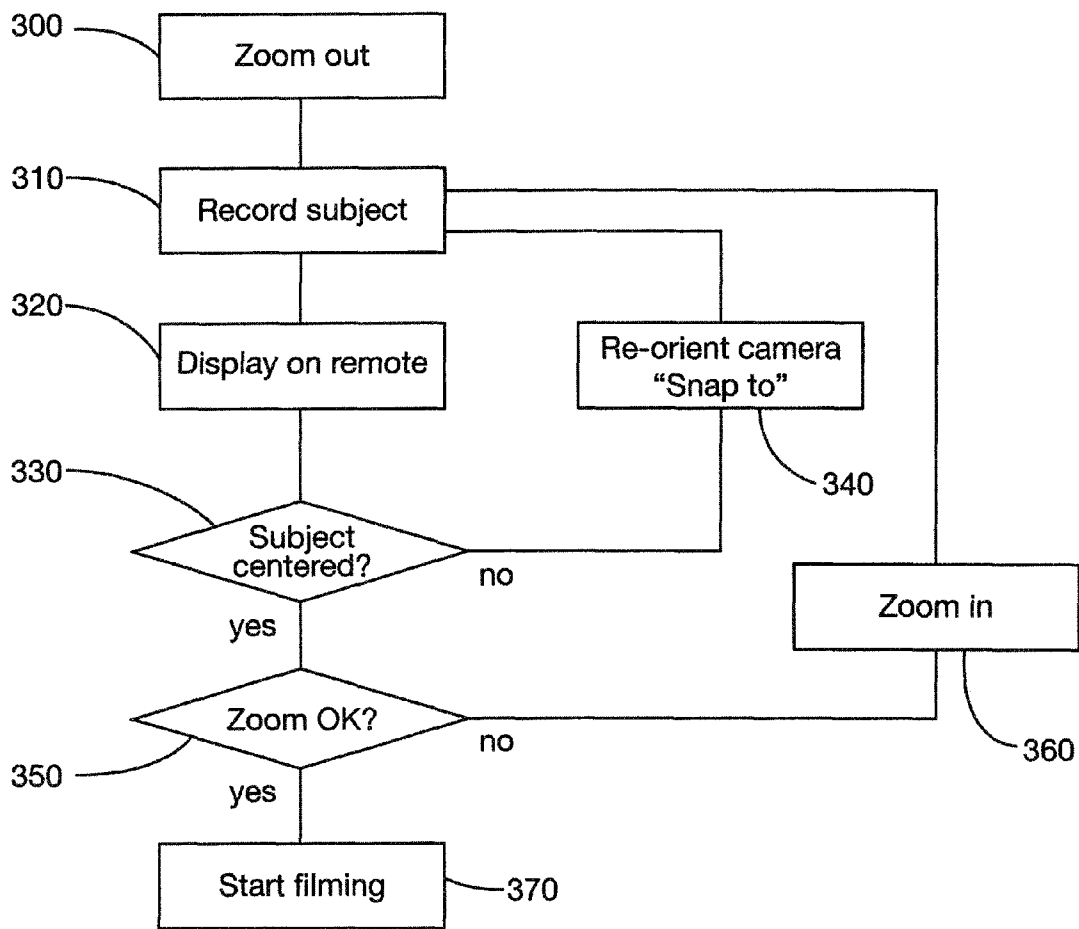 300
Zoom out
310
Record subject
320
Display on remote
Re-orient camera
“Snap to”
340
330
Subject
centered?
no
yes
Zoom in
360
Zoom OK?
no
350
yes
Start filming
370